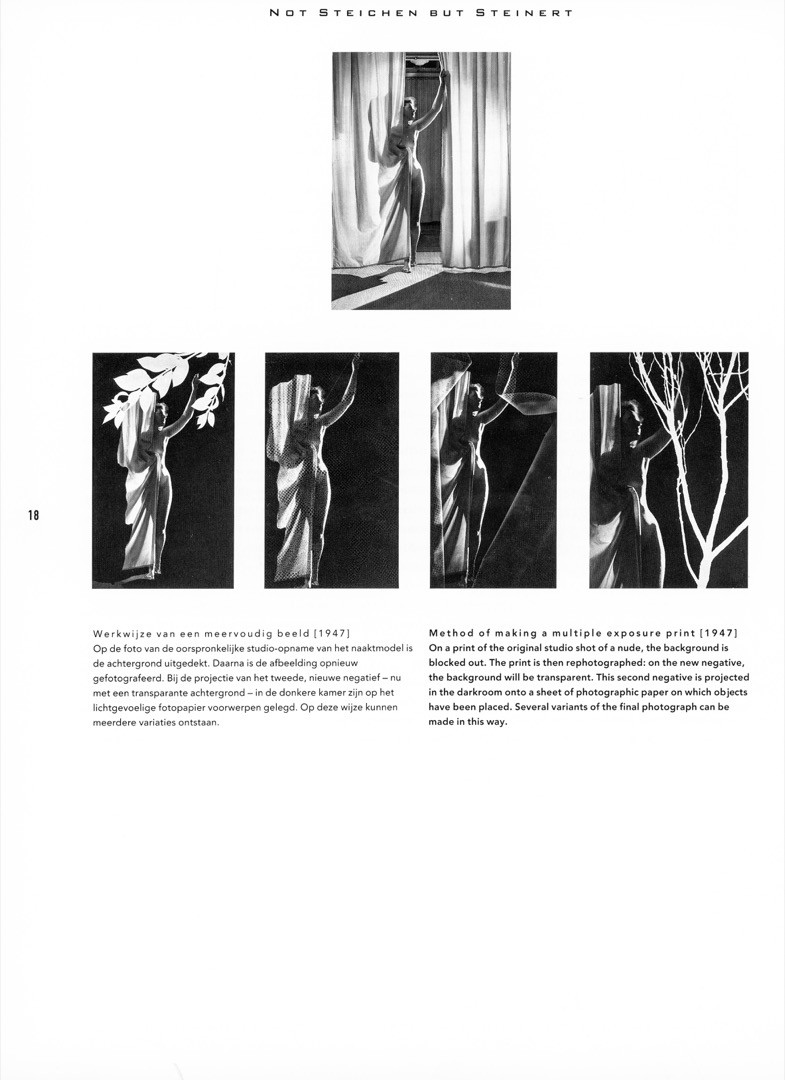 NOT STEICHEN BUT STEINERT
18
Werkwijze van een meervoudig beeld [1947]
Op de foto van de oorspronkelijke studio-opname van het naaktmodel is
de achtergrond uitgedekt. Daarna is de afbeelding opnieuw
gefotografeerd. Bij de projectie van het tweede, nieuwe negatief – nu
met een transparante achtergrond – in de donkere kamer zijn op het
lichtgevoelige fotopapier voorwerpen gelegd. Op deze wijze kunnen
meerdere variaties ontstaan.
Method of making a multiple exposure print [1947]
On a print of the original studio shot of a nude, the background is
blocked out. The print is then rephotographed: on the new negative,
the background will be transparent. This second negative is projected
in the darkroom onto a sheet of photographic paper on which objects
have been placed. Several variants of the final photograph can be
made in this way.